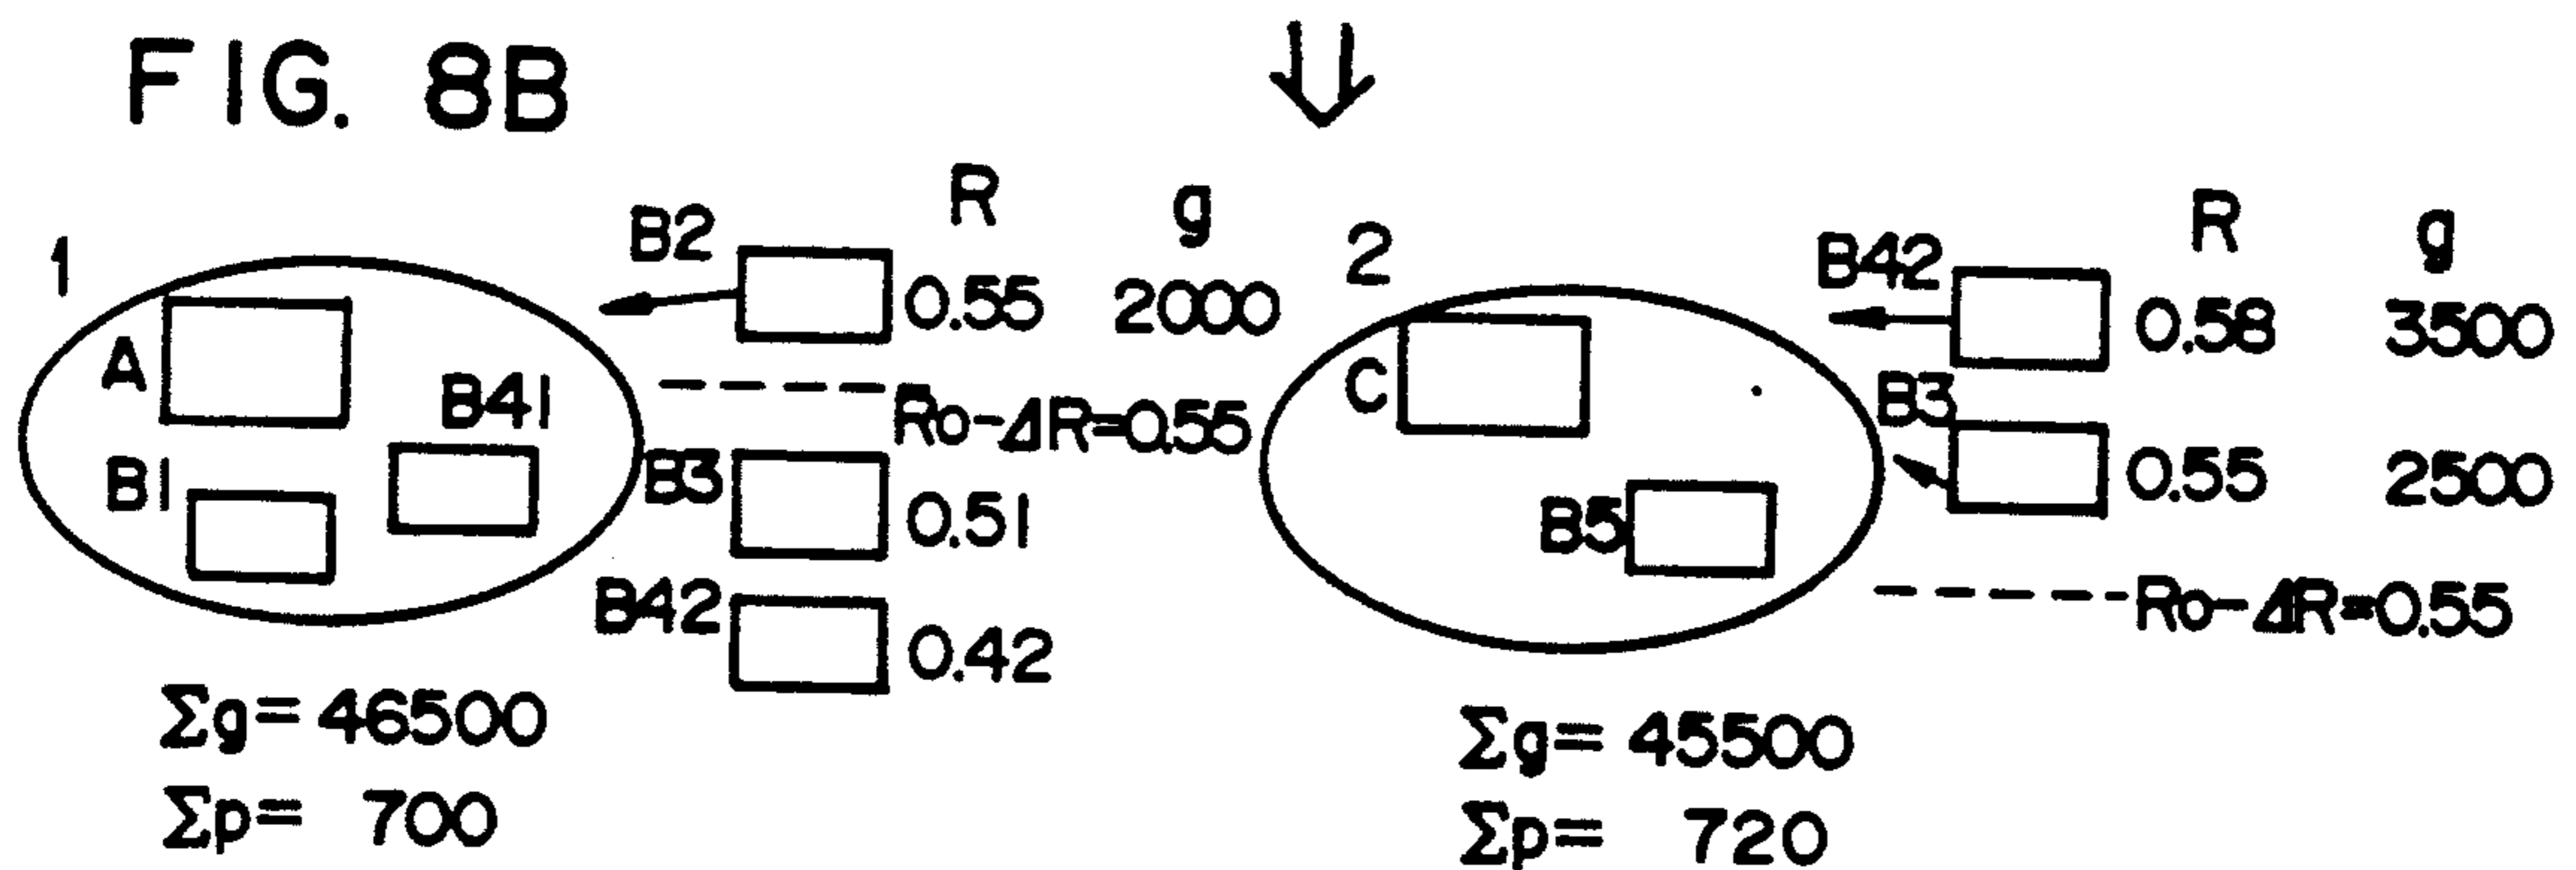 FIG. 8B
1
A
B1
B41
R g
B2 0.55 2000
Ro-ΔR=0.55
B3 0.51
B42 0.42
Σg= 46500
Σp= 700
2
C
B5
R g
B42 0.58 3500
B3 0.55 2500
Ro-ΔR=0.55
Σg= 45500
Σp= 720